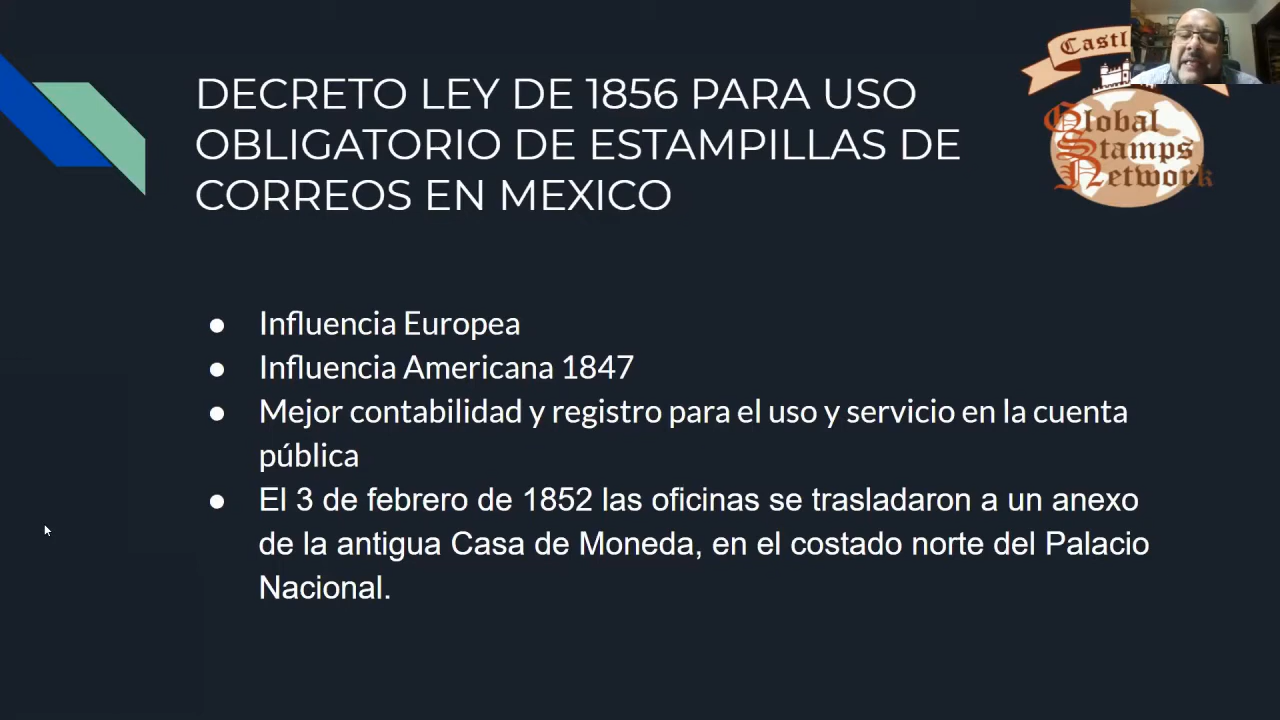 DECRETO LEY DE 1856 PARA USO
OBLIGATORIO DE ESTAMPILLAS DE
CORREOS EN MEXICO
Castl
Global
Stamps
Network
● Influencia Europea
● Influencia Americana 1847
● Mejor contabilidad y registro para el uso y servicio en la cuenta
pública
● El 3 de febrero de 1852 las oficinas se trasladaron a un anexo
de la antigua Casa de Moneda, en el costado norte del Palacio
Nacional.